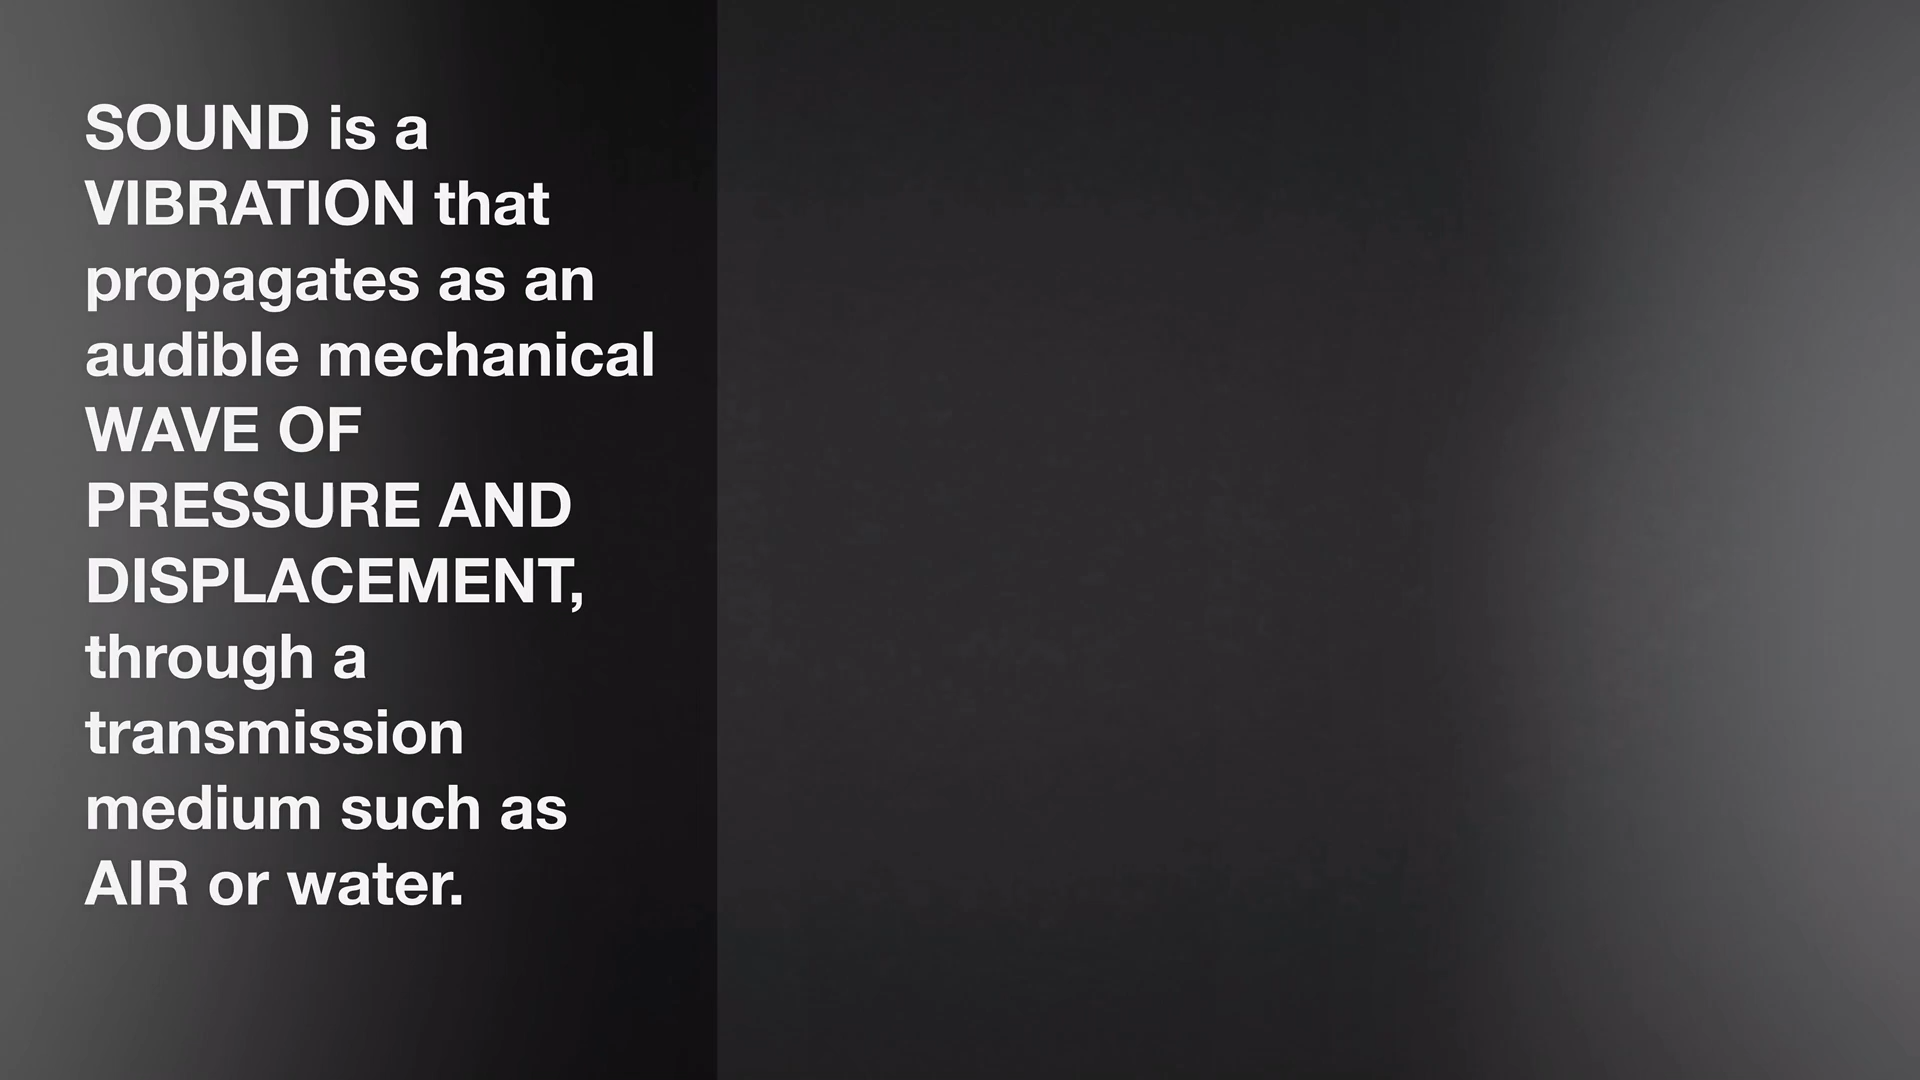 SOUND is a
VIBRATION that
propagates as an
audible mechanical
WAVE OF
PRESSURE AND
DISPLACEMENT,
through a
transmission
medium such as
AIR or water.